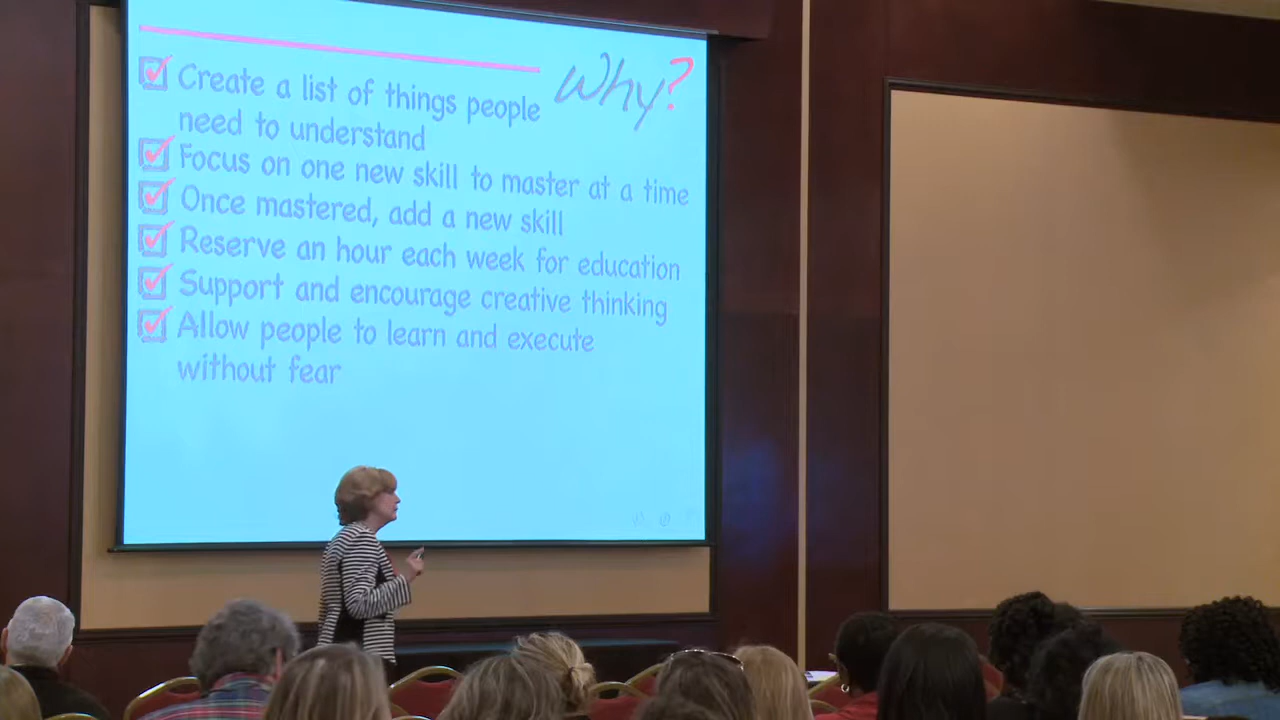 Why?
Create a list of things people
need to understand
Focus on one new skill to master at a time
Once mastered, add a new skill
Reserve an hour each week for education
Support and encourage creative thinking
Allow people to learn and execute
without fear